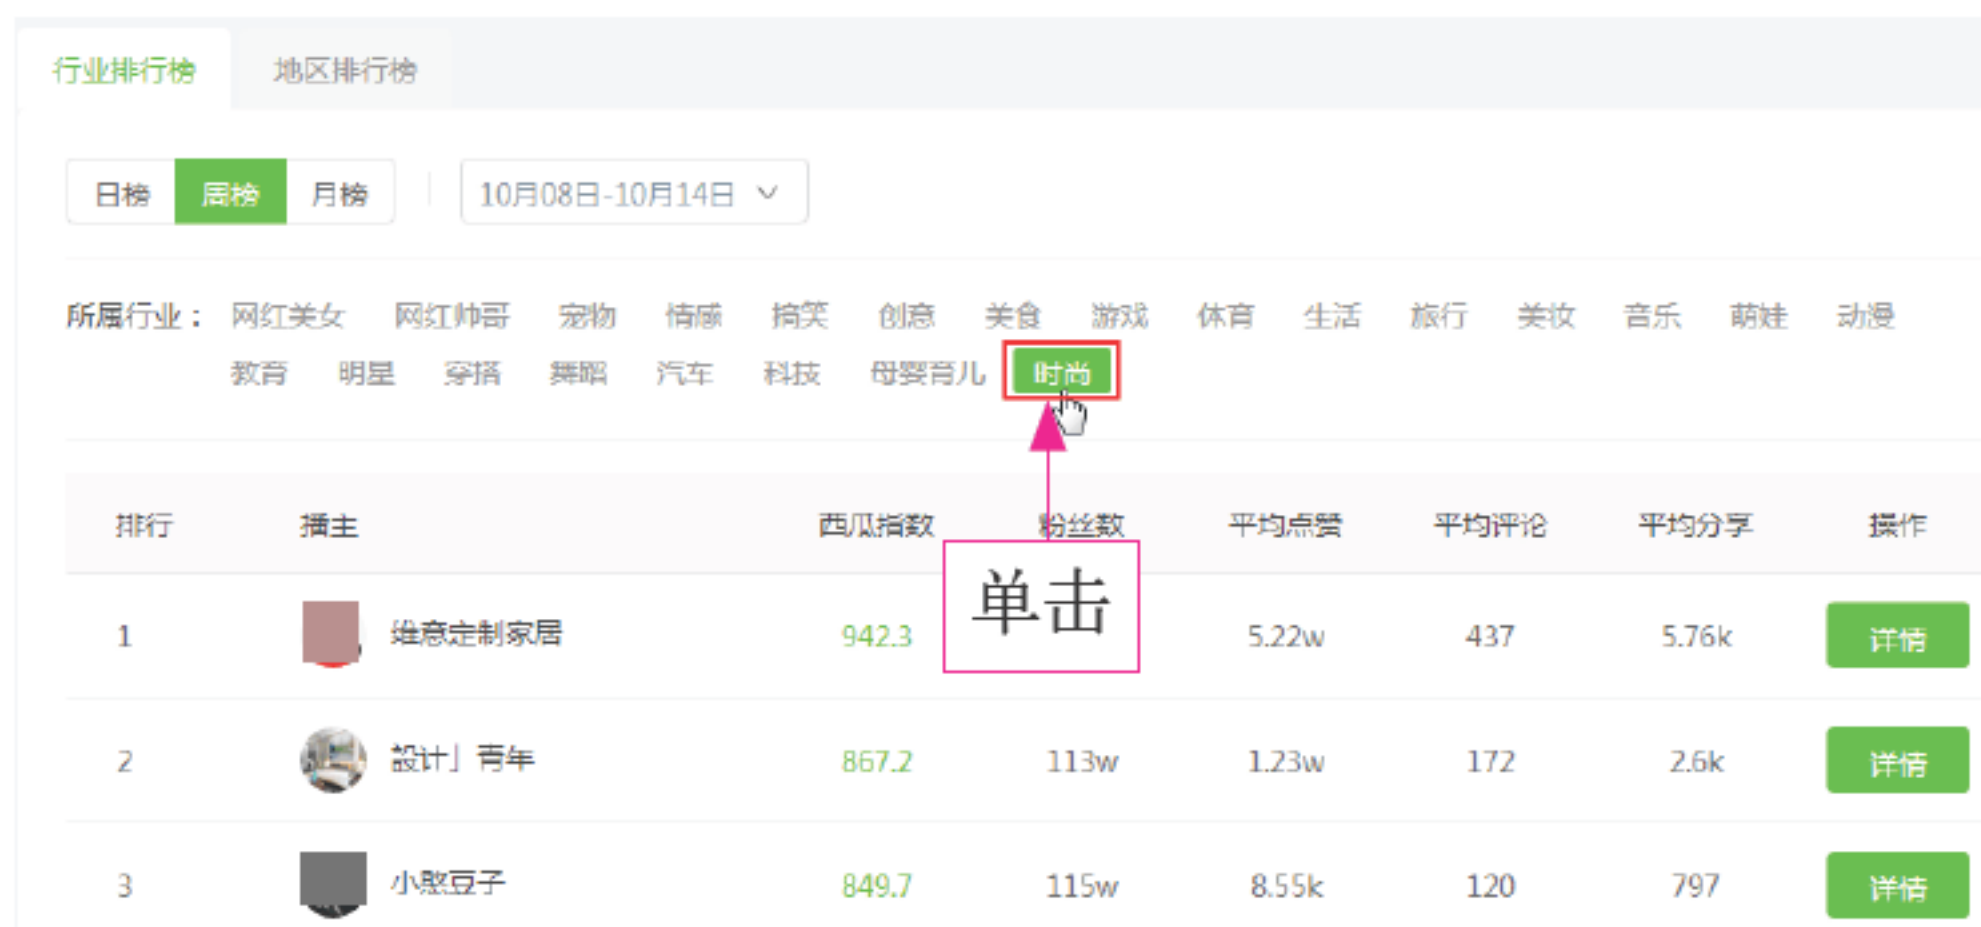 行业排行榜 地区排行榜
日榜 周榜 月榜 10月08日-10月14日
所属行业： 网红美女 网红帅哥 宠物 情感 搞笑 创意 美食 游戏 体育 生活 旅行 美妆 音乐 萌娃 动漫
教育 明星 穿搭 舞蹈 汽车 科技 母婴育儿 时尚
排行 播主 西瓜指数 粉丝数 平均点赞 平均评论 平均分享 操作
单击
1 维意定制家居 942.3 5.22w 437 5.76k 详情
2 設计」青年 867.2 113w 1.23w 172 2.6k 详情
3 小憨豆子 849.7 115w 8.55k 120 797 详情